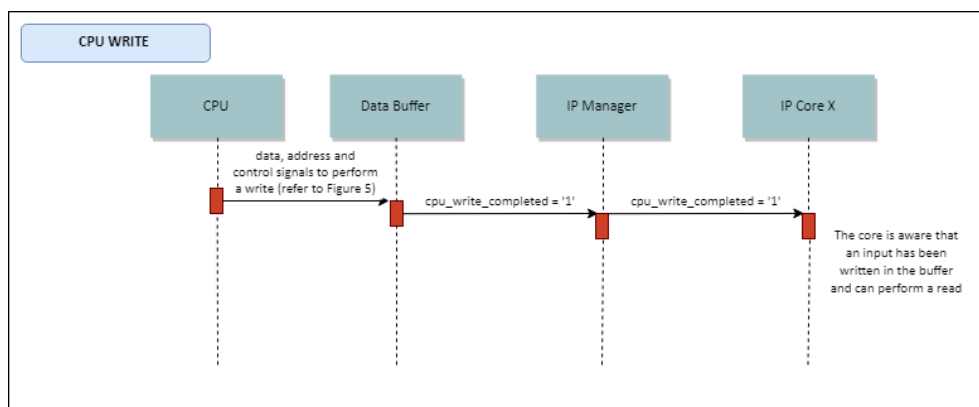 CPU WRITE
CPU
Data Buffer
IP Manager
IP Core X
data, address and
control signals to perform
a write (refer to Figure 5)
cpu_write_completed = '1'
cpu_write_completed = '1'
The core is aware that
an input has been
written in the buffer
and can perform a read